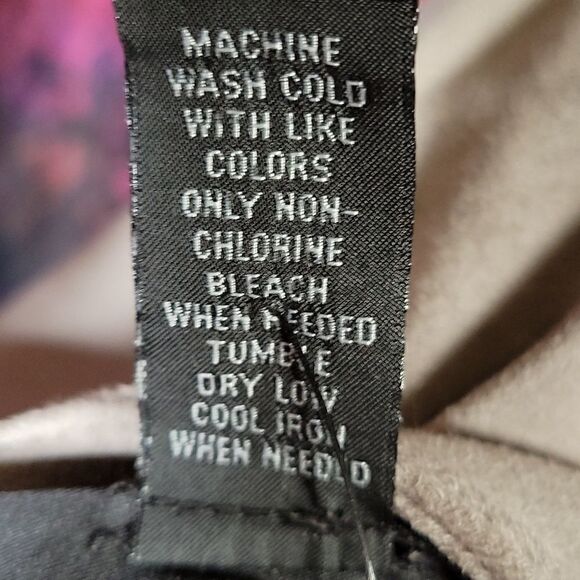 MACHINE
WASH COLD
WITH LIKE
COLORS
ONLY NON-
CHLORINE
BLEACH
WHEN NEEDED
TUMBLE
DRY LOW
COOL IRON
WHEN NEEDED